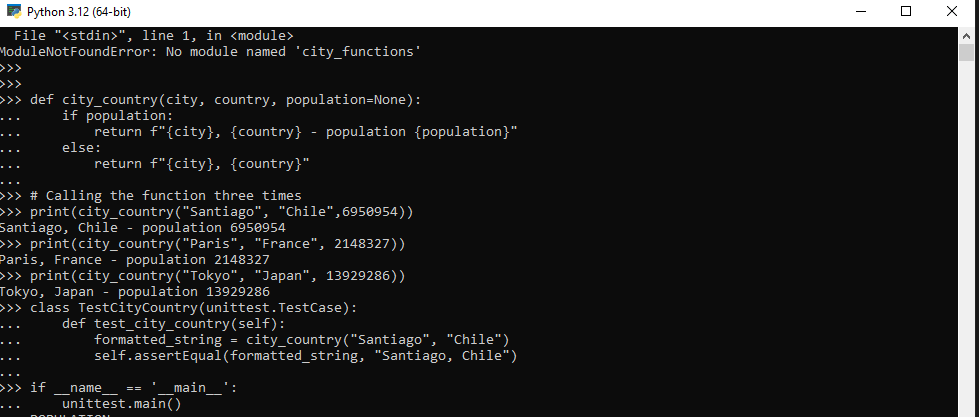 Python 3.12 (64-bit)
  File "<stdin>", line 1, in <module>
ModuleNotFoundError: No module named 'city_functions'
>>>
>>>
>>> def city_country(city, country, population=None):
...     if population:
...         return f"{city}, {country} - population {population}"
...     else:
...         return f"{city}, {country}"
...
>>> # Calling the function three times
>>> print(city_country("Santiago", "Chile",6950954))
Santiago, Chile - population 6950954
>>> print(city_country("Paris", "France", 2148327))
Paris, France - population 2148327
>>> print(city_country("Tokyo", "Japan", 13929286))
Tokyo, Japan - population 13929286
>>> class TestCityCountry(unittest.TestCase):
...     def test_city_country(self):
...         formatted_string = city_country("Santiago", "Chile")
...         self.assertEqual(formatted_string, "Santiago, Chile")
...
>>> if __name__ == '__main__':
...     unittest.main()